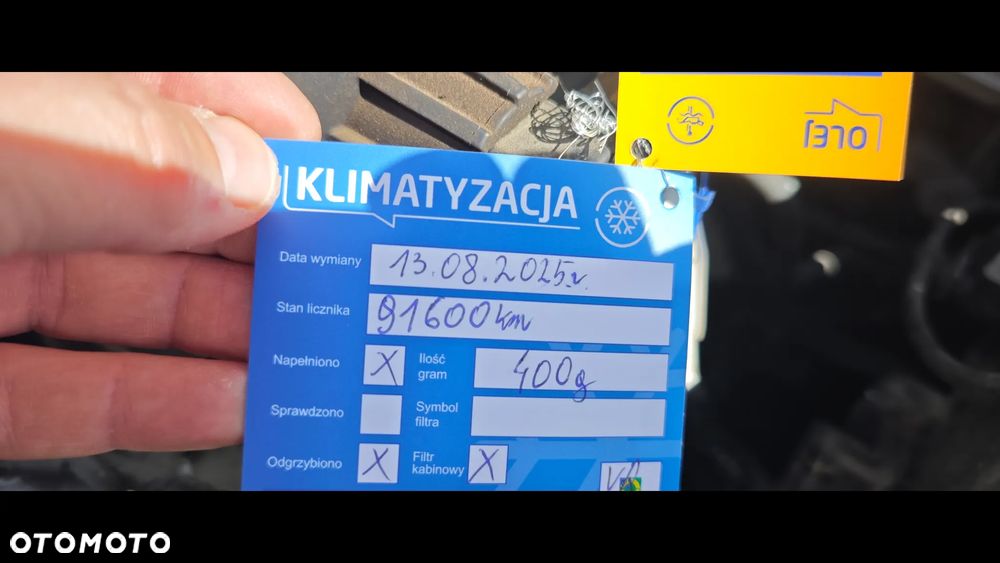 OLEJ
KLIMATYZACJA
Data wymiany 13.08.2025r.
Stan licznika 91600km
Napełniono X Ilość gram 400g
Sprawdzono Symbol filtra
Odgrzybiono X Filtr kabinowy X
OTOMOTO